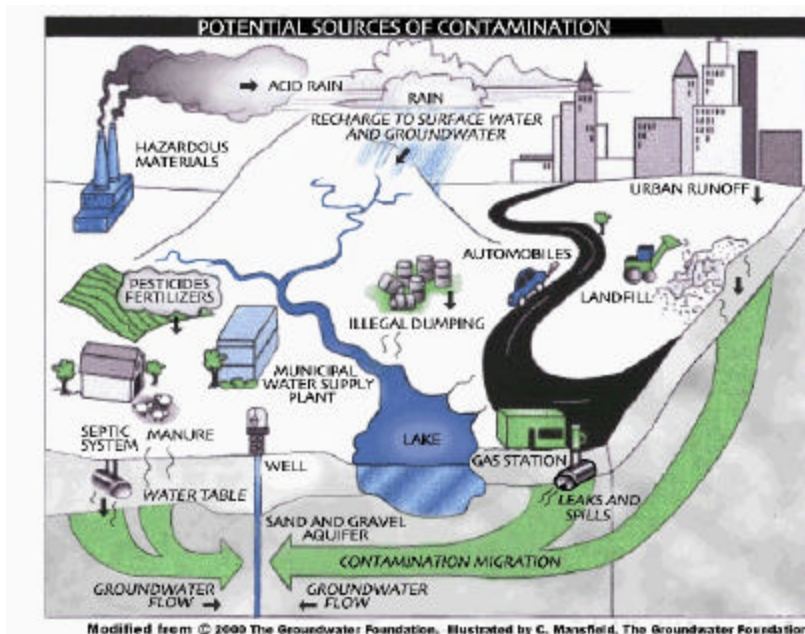 POTENTIAL SOURCES OF CONTAMINATION
ACID RAIN
RAIN
RECHARGE TO SURFACE WATER
AND GROUNDWATER
HAZARDOUS
MATERIALS
URBAN RUNOFF
AUTOMOBILES
PESTICIDES
FERTILIZERS
LANDFILL
ILLEGAL DUMPING
MUNICIPAL
WATER SUPPLY
PLANT
SEPTIC
SYSTEM
MANURE
LAKE
WELL
GAS STATION
WATER TABLE
LEAKS AND
SPILLS
SAND AND GRAVEL
AQUIFER
CONTAMINATION MIGRATION
GROUNDWATER
FLOW
GROUNDWATER
FLOW
Modified from © 2000 The Groundwater Foundation. Illustrated by C. Mansfield, The Groundwater Foundation